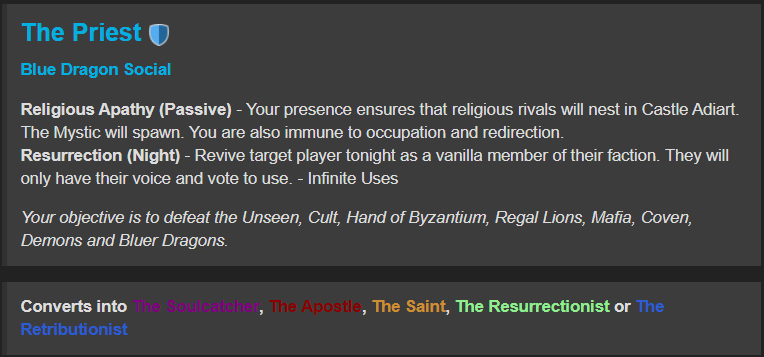 The Priest
Blue Dragon Social
Religious Apathy (Passive) - Your presence ensures that religious rivals will nest in Castle Adiart.
The Mystic will spawn. You are also immune to occupation and redirection.
Resurrection (Night) - Revive target player tonight as a vanilla member of their faction. They will
only have their voice and vote to use. - Infinite Uses
Your objective is to defeat the Unseen, Cult, Hand of Byzantium, Regal Lions, Mafia, Coven,
Demons and Bluer Dragons.
Converts into The Soulcatcher, The Apostle, The Saint, The Resurrectionist or The
Retributionist